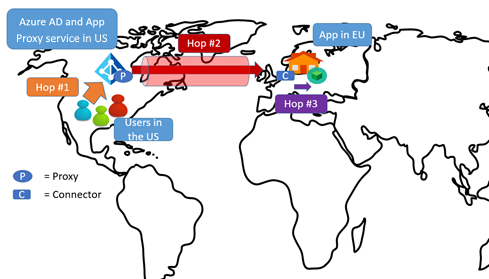 Azure AD and App
Proxy service in US
Hop #2
App in EU
P
C
Hop #1
Hop #3
Users in
the US
P = Proxy
C = Connector